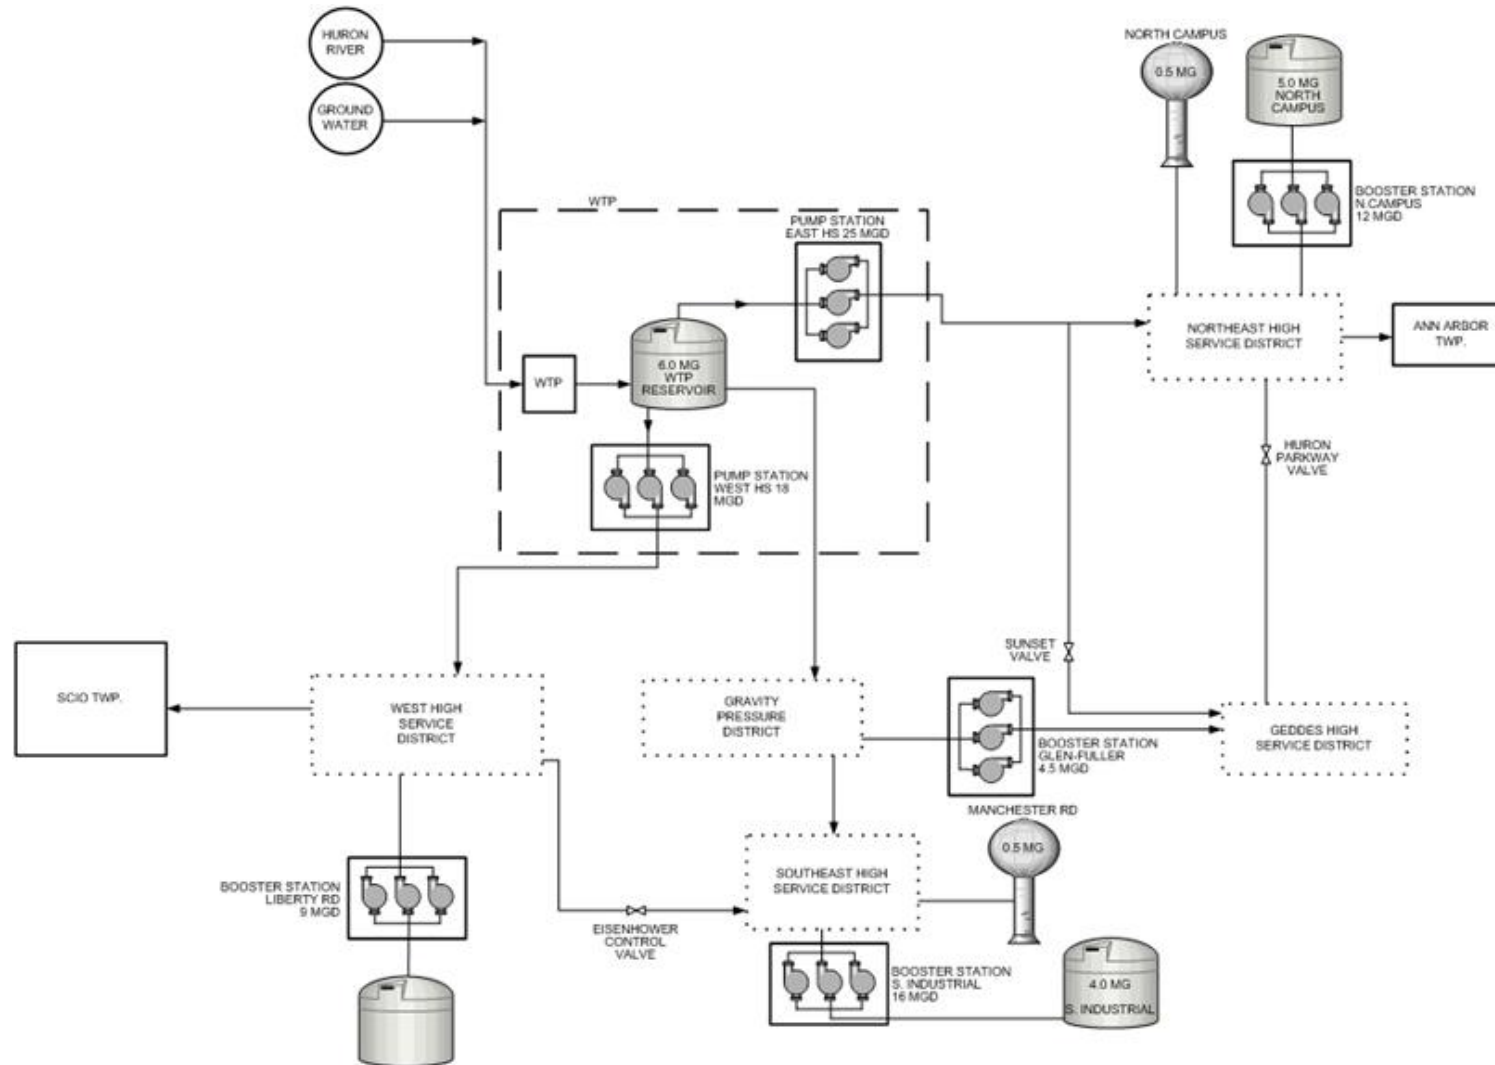 HURON
RIVER
GROUND
WATER
NORTH CAMPUS
0.5 MG
5.0 MG
NORTH
CAMPUS
BOOSTER STATION
N.CAMPUS
12 MGD
WTP
PUMP STATION
EAST HS 25 MGD
NORTHEAST HIGH
SERVICE DISTRICT
ANN ARBOR
TWP.
WTP
6.0 MG
WTP
RESERVOIR
PUMP STATION
WEST HS 18
MGD
HURON
PARKWAY
VALVE
SUNSET
VALVE
SCIO TWP.
WEST HIGH
SERVICE
DISTRICT
GRAVITY
PRESSURE
DISTRICT
BOOSTER STATION
GLEN-FULLER
4.5 MGD
GEDDES HIGH
SERVICE DISTRICT
MANCHESTER RD
0.5 MG
SOUTHEAST HIGH
SERVICE DISTRICT
BOOSTER STATION
LIBERTY RD
9 MGD
EISENHOWER
CONTROL
VALVE
BOOSTER STATION
S. INDUSTRIAL
16 MGD
4.0 MG
S. INDUSTRIAL